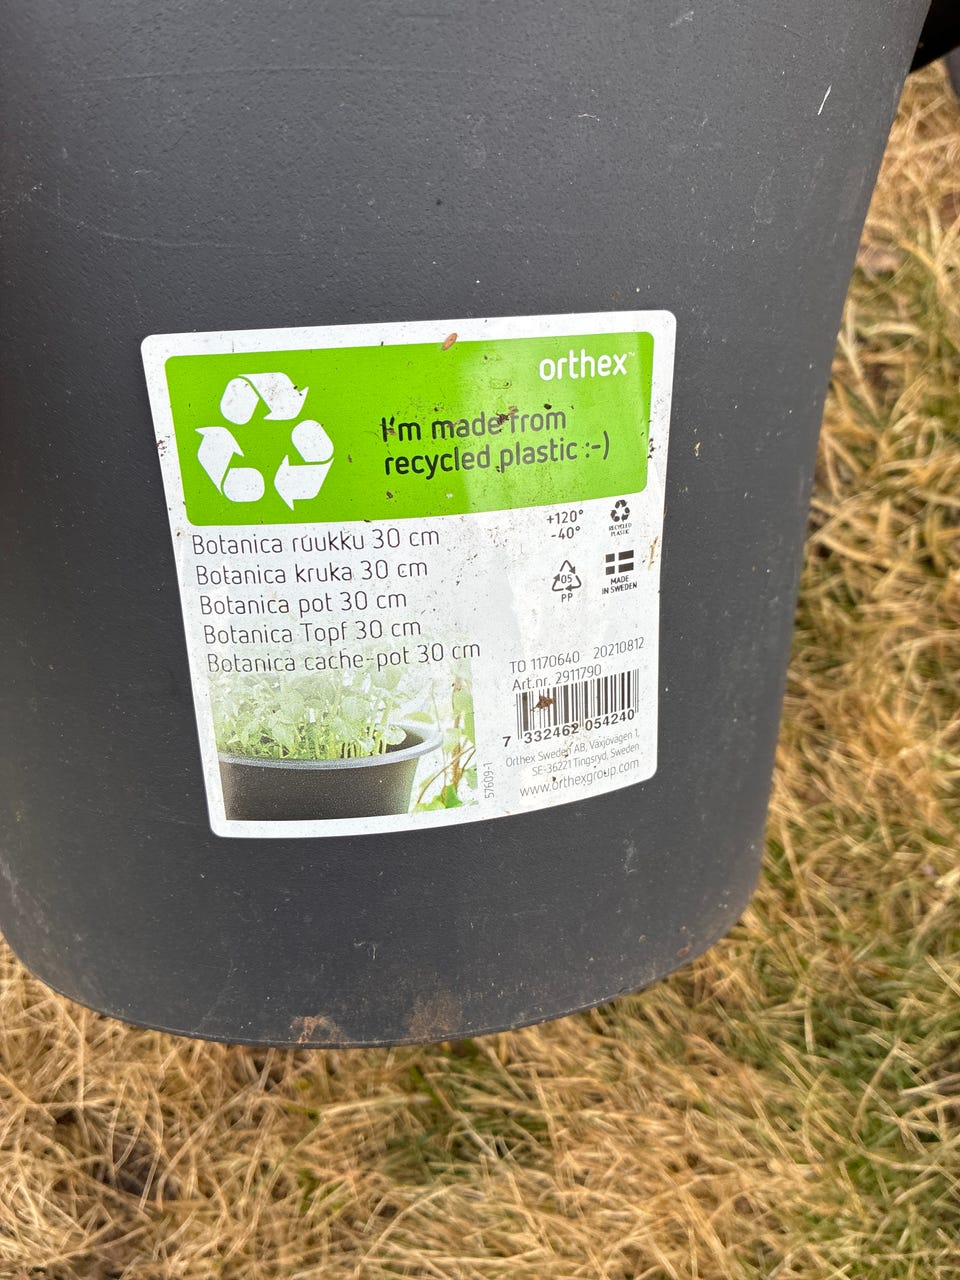 orthex™
I'm made from
recycled plastic :-)
Botanica ruukku 30 cm
Botanica kruka 30 cm
Botanica pot 30 cm
Botanica Topf 30 cm
Botanica cache-pot 30 cm
+120°
-40°
RECYCLED
PLASTIC
05
PP
MADE
IN SWEDEN
TO 1170640 20210812
Art.nr. 2911790
7 332462 054240
Orthex Sweden AB, Växjövägen 1,
SE-36221 Tingsryd, Sweden
www.orthexgroup.com
57609-1